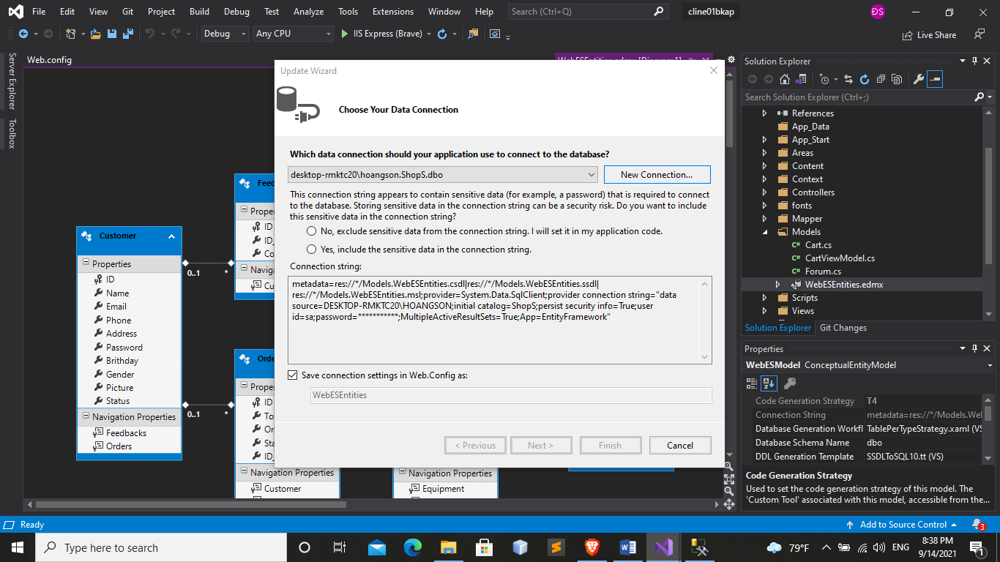 File Edit View Git Project Build Debug Test Analyze Tools Extensions Window Help Search (Ctrl+Q) cline01bkap ĐS
Debug Any CPU IIS Express (Brave) Live Share
Server Explorer
Toolbox
Web.config
WebESEntities.edmx [Diagram1]
Update Wizard
Choose Your Data Connection
Which data connection should your application use to connect to the database?
desktop-rmktc20\hoangson.ShopS.dbo New Connection...
This connection string appears to contain sensitive data (for example, a password) that is required to connect
to the database. Storing sensitive data in the connection string can be a security risk. Do you want to include
this sensitive data in the connection string?
No, exclude sensitive data from the connection string. I will set it in my application code.
Yes, include the sensitive data in the connection string.
Connection string:
metadata=res://*/Models.WebESEntities.csdl|res://*/Models.WebESEntities.ssdl|
res://*/Models.WebESEntities.msl;provider=System.Data.SqlClient;provider connection string="data
source=DESKTOP-RMKTC20\HOANGSON;initial catalog=ShopS;persist security info=True;user
id=sa;password=***********;MultipleActiveResultSets=True;App=EntityFramework"
Save connection settings in Web.Config as:
WebESEntities
< Previous Next > Finish Cancel
Customer
Properties
ID
Name
Email
Phone
Address
Password
Brithday
Gender
Picture
Status
Navigation Properties
Feedbacks
Orders
0..1 *
0..1 *
Feed
Proper
ID
ID_
Co
Naviga
Cu
Orde
Proper
ID
To
Or
Sta
ID_
Navigation Properties
Customer
Navigation Properties
Equipment
Solution Explorer
Search Solution Explorer (Ctrl+;)
References
App_Data
App_Start
Areas
Content
Context
Controllers
fonts
Mapper
Models
Cart.cs
CartViewModel.cs
Forum.cs
WebESEntities.edmx
Scripts
Views
Solution Explorer Git Changes
Properties
WebESModel ConceptualEntityModel
Code Generation Strategy T4
Connection String metadata=res://*/Models.We
Database Generation Workfl TablePerTypeStrategy.xaml (VS
Database Schema Name dbo
DDL Generation Template SSDLToSQL10.tt (VS)
Code Generation Strategy
Used to set the code generation strategy of this model. The
'Custom Tool' associated with this model, accessible from the...
Ready Add to Source Control 3
Type here to search 79°F ENG 8:38 PM
9/14/2021 1